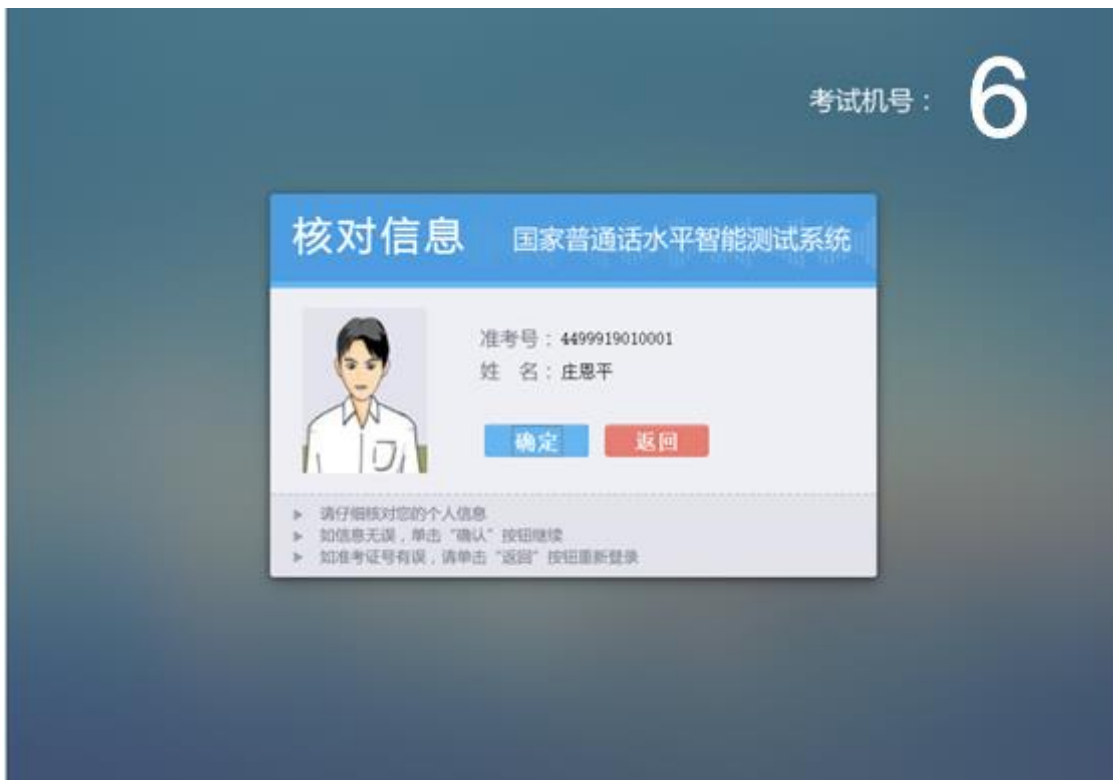 考试机号： 6
核对信息 国家普通话水平智能测试系统
准考号：4499919010001
姓 名：庄恩平
确定 返回
请仔细核对您的个人信息
如信息无误，单击“确认”按钮继续
如准考证号有误，请单击“返回”按钮重新登录